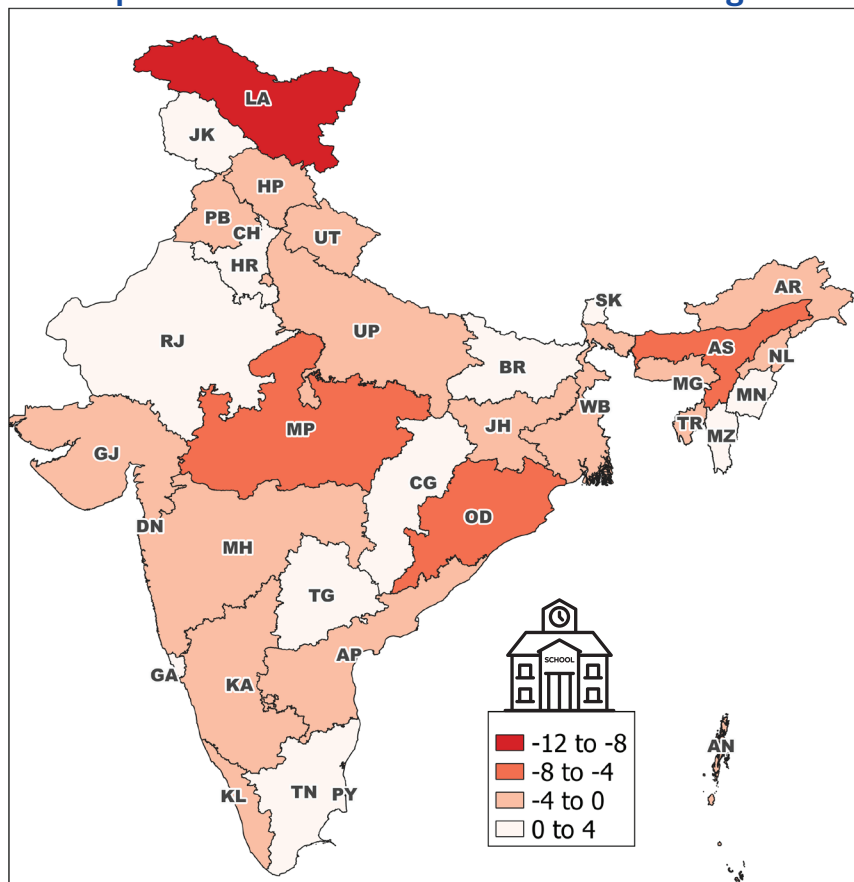 LA
JK
HP
PB
CH
UT
HR
SK
AR
RJ
UP
AS
NL
BR
MG
MN
WB
TR
MP
JH
MZ
GJ
CG
OD
DN
MH
TG
AP
GA
KA
SCHOOL
AN
KL
TN
PY
-12 to -8
-8 to -4
-4 to 0
0 to 4